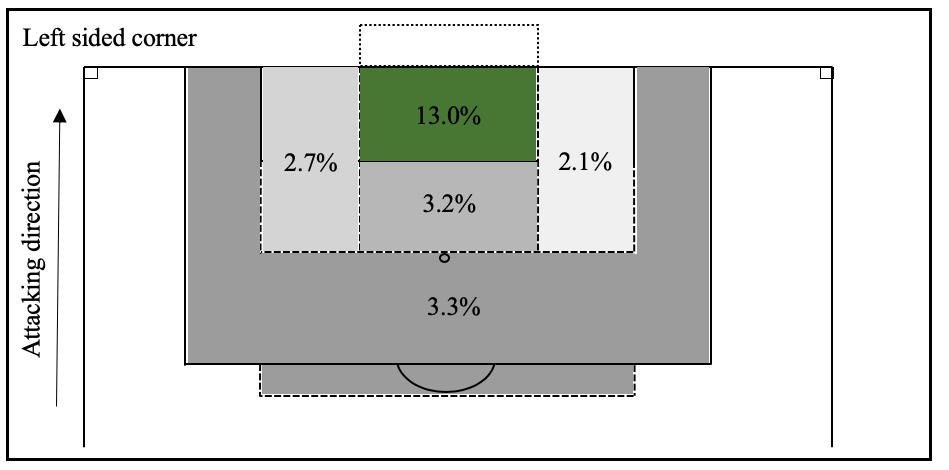 Left sided corner
Attacking direction
13.0%
2.7%
2.1%
3.2%
3.3%